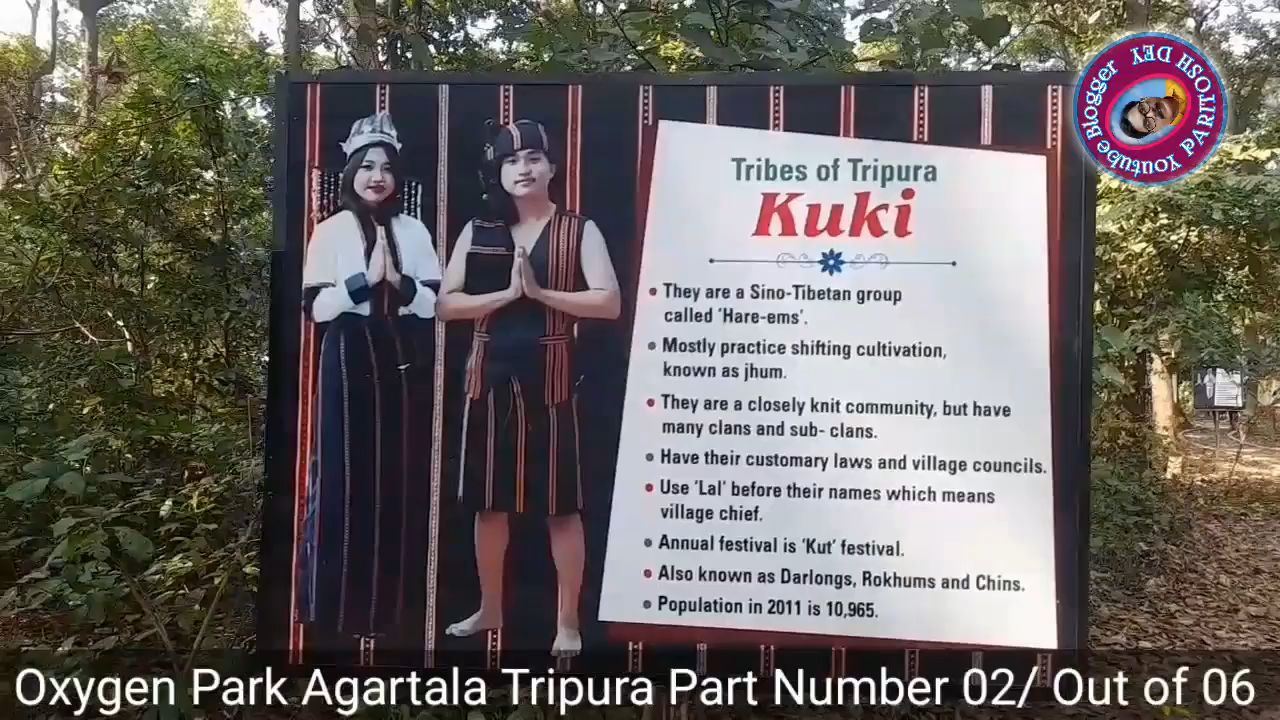 Youtube Blogger PARITOSH DEY
Tribes of Tripura
Kuki
• They are a Sino-Tibetan group
called 'Hare-ems'.
• Mostly practice shifting cultivation,
known as jhum.
• They are a closely knit community, but have
many clans and sub- clans.
• Have their customary laws and village councils.
• Use 'Lal' before their names which means
village chief.
• Annual festival is 'Kut' festival.
• Also known as Darlongs, Rokhums and Chins.
• Population in 2011 is 10,965.
Oxygen Park Agartala Tripura Part Number 02/ Out of 06